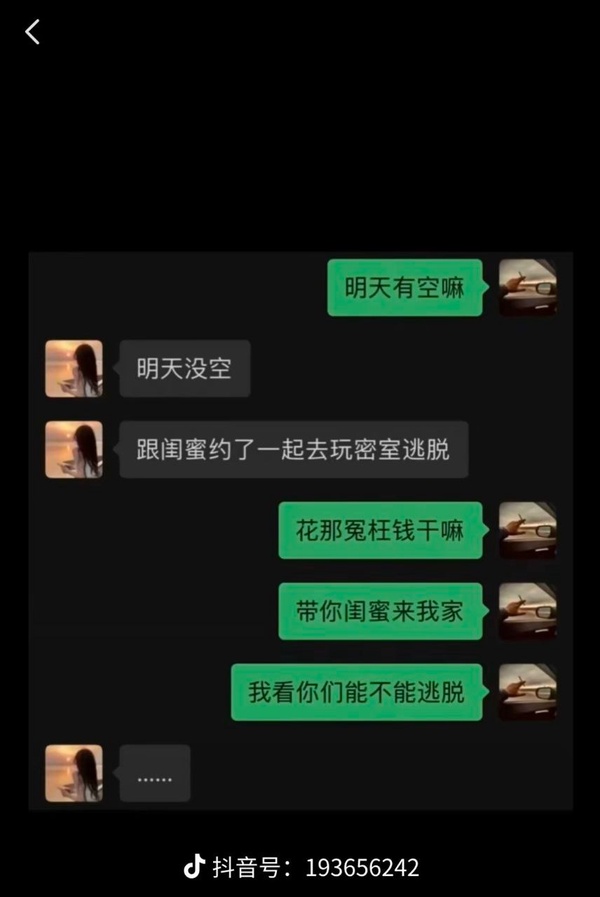 明天有空嘛
明天没空
跟闺蜜约了一起去玩密室逃脱
花那冤枉钱干嘛
带你闺蜜来我家
我看你们能不能逃脱
......
抖音号：193656242